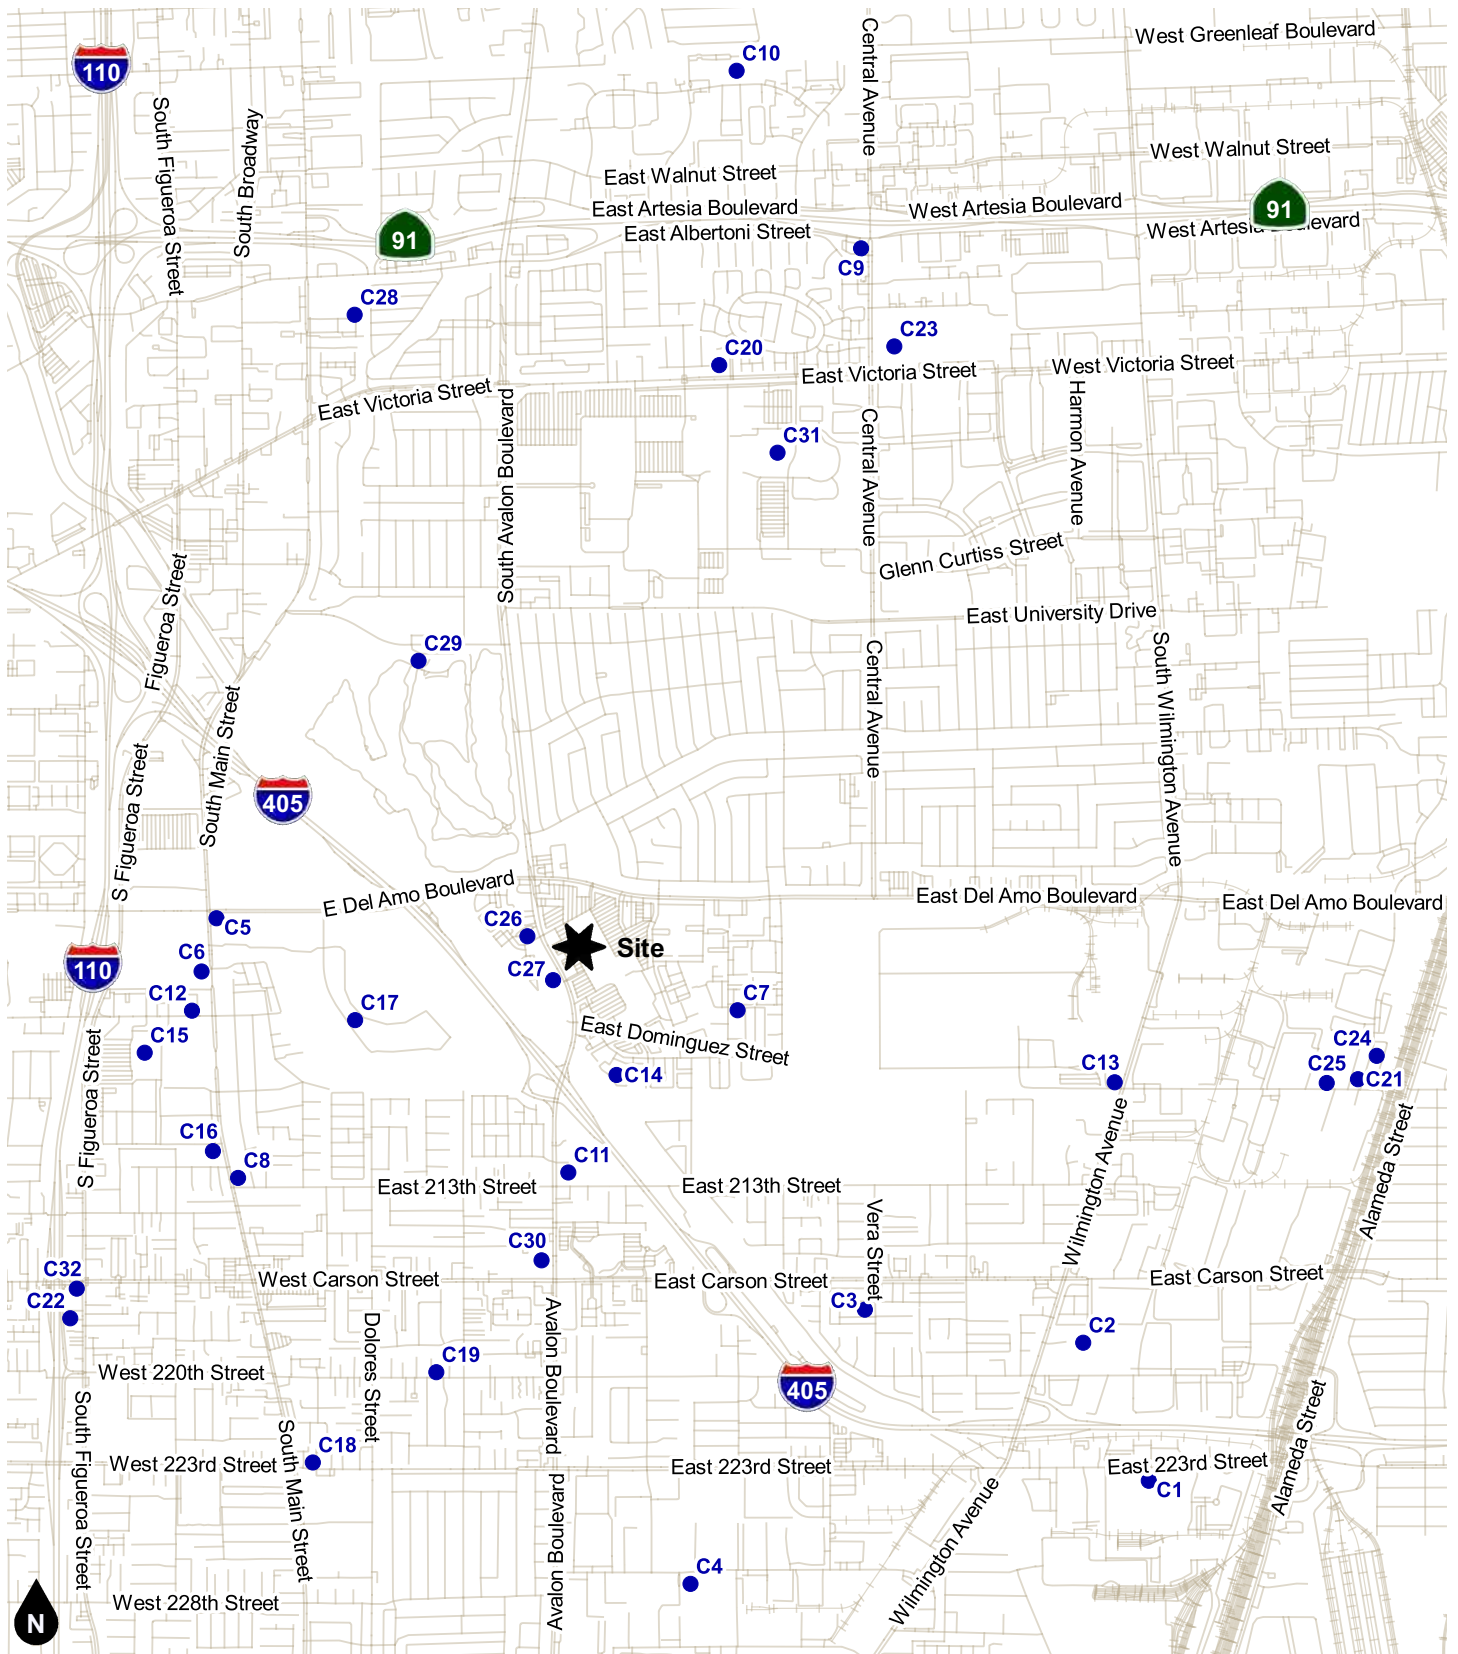 C10
West Greenleaf Boulevard
110
Central Avenue
South Figueroa Street
South Broadway
West Walnut Street
East Walnut Street
East Artesia Boulevard
West Artesia Boulevard
91
East Albertoni Street
91
C9
C28
C23
C20
East Victoria Street
West Victoria Street
East Victoria Street
Harmon Avenue
South Avalon Boulevard
C31
Central Avenue
Glenn Curtiss Street
Figueroa Street
East University Drive
C29
Central Avenue
South Wilmington Avenue
South Main Street
S Figueroa Street
405
E Del Amo Boulevard
East Del Amo Boulevard
East Del Amo Boulevard
C26
C5
Site
C6
110
C27
C12
C7
C17
C15
East Dominguez Street
C24
C25
C21
C13
C14
S Figueroa Street
Wilmington Avenue
Alameda Street
C16
C11
C8
East 213th Street
East 213th Street
Vera Street
C30
C32
West Carson Street
East Carson Street
East Carson Street
C22
C3
Dolores Street
Avalon Boulevard
C2
C19
West 220th Street
405
South Figueroa Street
South Main Street
Alameda Street
C18
West 223rd Street
East 223rd Street
East 223rd Street
C1
Avalon Boulevard
Wilmington Avenue
C4
West 228th Street
N